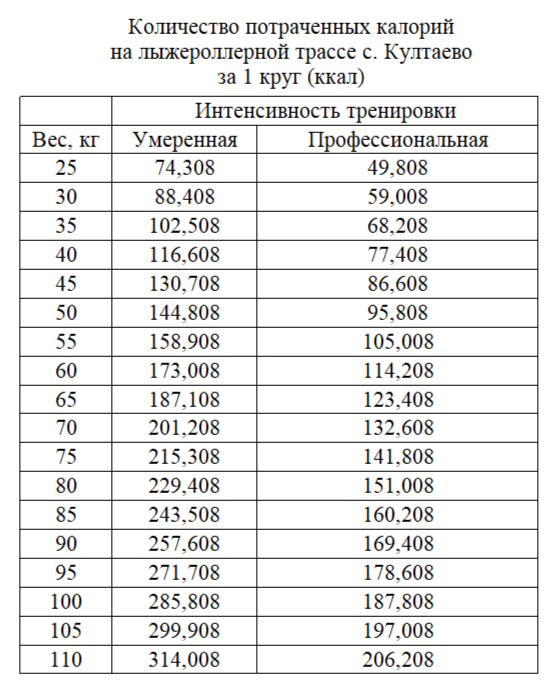 Количество потраченных калорий
на лыжероллерной трассе с. Култаево
за 1 круг (ккал)
Интенсивность тренировки
Вес, кг Умеренная Профессиональная
25 74,308 49,808
30 88,408 59,008
35 102,508 68,208
40 116,608 77,408
45 130,708 86,608
50 144,808 95,808
55 158,908 105,008
60 173,008 114,208
65 187,108 123,408
70 201,208 132,608
75 215,308 141,808
80 229,408 151,008
85 243,508 160,208
90 257,608 169,408
95 271,708 178,608
100 285,808 187,808
105 299,908 197,008
110 314,008 206,208